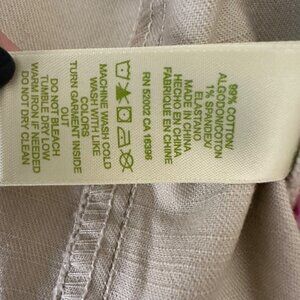 99% COTTON/
ALGODON/COTON
1% SPANDEX/
ELASTANO
MADE IN CHINA
HECHO EN CHINA
FABRIQUE EN CHINE
RN 52002 CA 16396
MACHINE WASH COLD
WASH WITH LIKE
COLORS
TURN GARMENT INSIDE
OUT
DO NOT BLEACH
TUMBLE DRY LOW
WARM IRON IF NEEDED
DO NOT DRY CLEAN